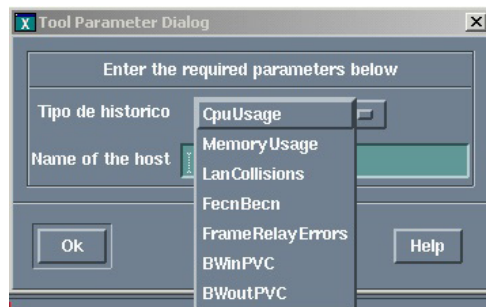 Tool Parameter Dialog
Enter the required parameters below
Tipo de historico
CpuUsage
MemoryUsage
Name of the host
LanCollisions
FecnBecn
FrameRelayErrors
Ok
Help
BWinPVC
BWoutPVC